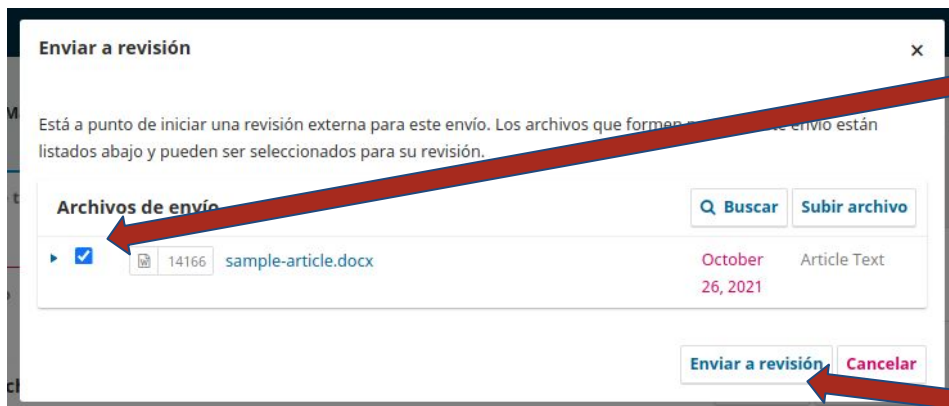 Enviar a revisión
Está a punto de iniciar una revisión externa para este envío. Los archivos que formen envío están
listados abajo y pueden ser seleccionados para su revisión.
Archivos de envío
Buscar
Subir archivo
14166 sample-article.docx
October
26, 2021
Article Text
Enviar a revisión
Cancelar